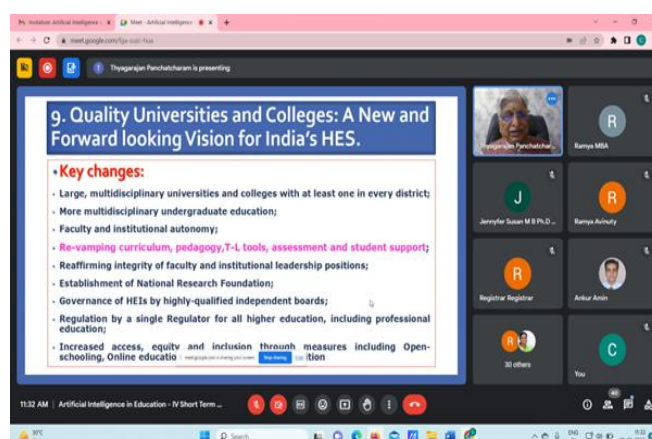 Invitation: Artificial Intelligence i
Meet - Artificial Intelligence
meet.google.com/
Thyagarajan Panchatcharam is presenting
9. Quality Universities and Colleges: A New and
Forward looking Vision for India's HES.
• Key changes:
• Large, multidisciplinary universities and colleges with at least one in every district;
• More multidisciplinary undergraduate education;
• Faculty and institutional autonomy;
• Re-vamping curriculum, pedagogy,T-L tools, assessment and student support;
• Reaffirming integrity of faculty and institutional leadership positions;
• Establishment of National Research Foundation;
• Governance of HEIs by highly-qualified independent boards;
• Regulation by a single Regulator for all higher education, including professional
education;
• Increased access, equity and inclusion through measures including Open-
schooling, Online educatio
meet.google.com is sharing your screen.
Stop sharing
Hide
ition
Thyagarajan Panchatchar...
R
Ramya MBA
J
Jennyfer Susan M B Ph.D ...
R
Ramya Avinuty
R
Registrar Registrar
Ankur Amin
R
30 others
C
You
11:32 AM | Artificial Intelligence in Education - IV Short Term ...
40
30°C
Search
ENG
11:32